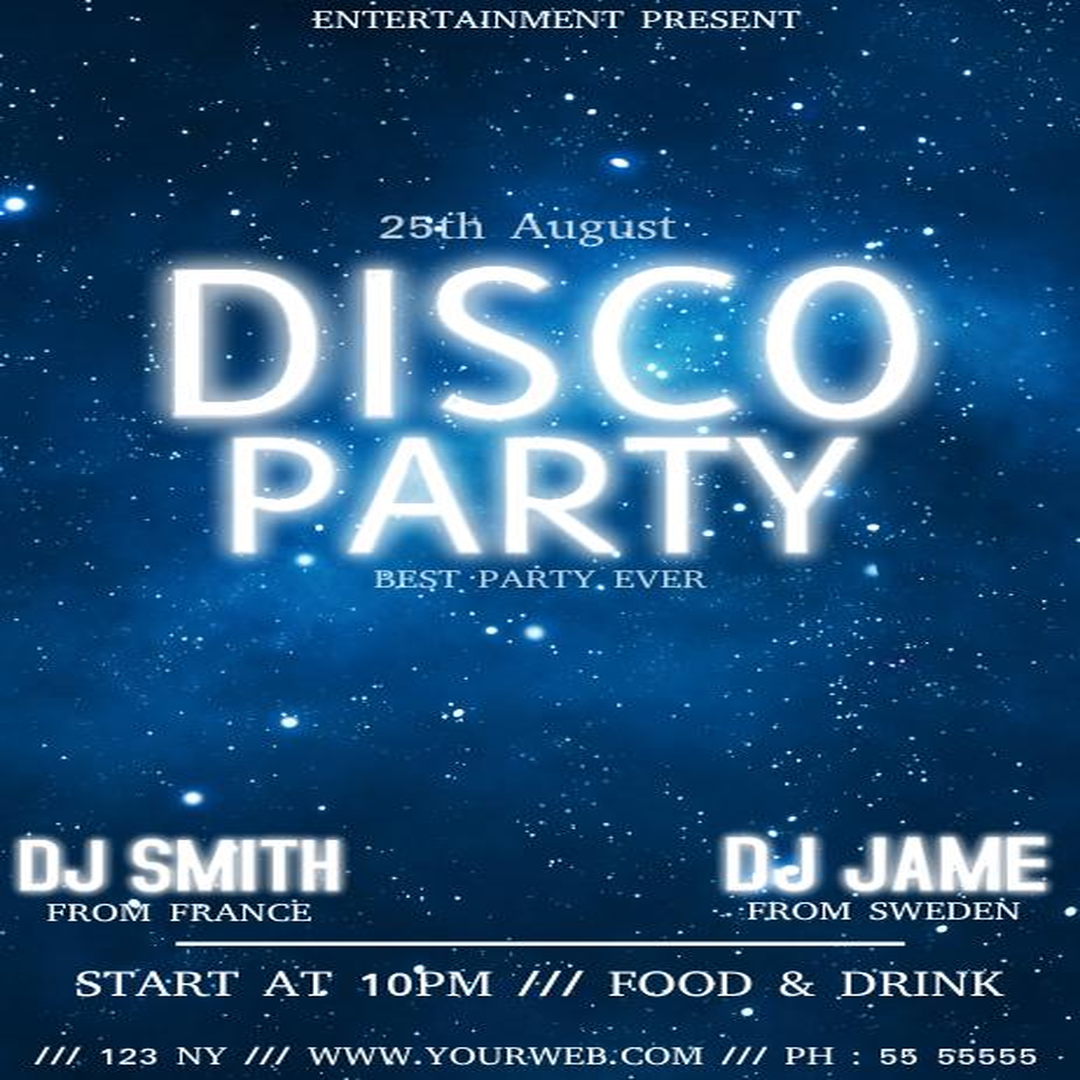 ENTERTAINMENT PRESENT
25th August
DISCO
PARTY
BEST PARTY EVER
DJ SMITH
FROM FRANCE
DJ JAME
FROM SWEDEN
START AT 10PM /// FOOD & DRINK
/// 123 NY /// WWW.YOURWEB.COM /// PH : 55 55555